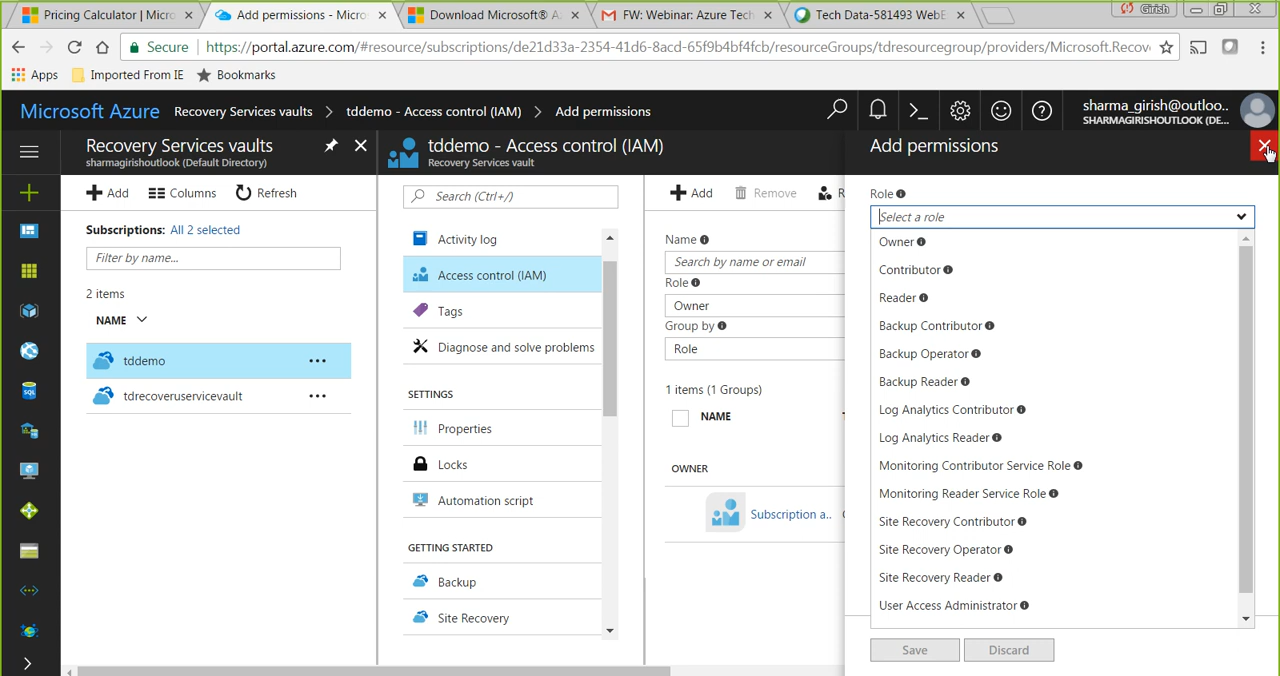 Pricing Calculator | Micro
Add permissions - Micros
Download Microsoft® A
FW: Webinar: Azure Tech
Tech Data-581493 WebE
Girish
Secure
https://portal.azure.com/#resource/subscriptions/de21d33a-2354-41d6-8acd-65f9b4bf4fcb/resourceGroups/tdresourcegroup/providers/Microsoft.Recov
Apps
Imported From IE
Bookmarks
Microsoft Azure
Recovery Services vaults > tddemo - Access control (IAM) > Add permissions
sharma_girish@outloo..
SHARMAGIRISHOUTLOOK (DE...
Recovery Services vaults
sharmagirishoutlook (Default Directory)
Add
Columns
Refresh
Subscriptions: All 2 selected
Filter by name...
2 items
NAME
tddemo
tdrecoveruservicevault
tddemo - Access control (IAM)
Recovery Services vault
Search (Ctrl+/)
Activity log
Access control (IAM)
Tags
Diagnose and solve problems
SETTINGS
Properties
Locks
Automation script
GETTING STARTED
Backup
Site Recovery
Add
Remove
R
Name
Search by name or email
Role
Owner
Group by
Role
1 items (1 Groups)
NAME
OWNER
Subscription a..
Add permissions
Role
Select a role
Owner
Contributor
Reader
Backup Contributor
Backup Operator
Backup Reader
Log Analytics Contributor
Log Analytics Reader
Monitoring Contributor Service Role
Monitoring Reader Service Role
Site Recovery Contributor
Site Recovery Operator
Site Recovery Reader
User Access Administrator
Save
Discard